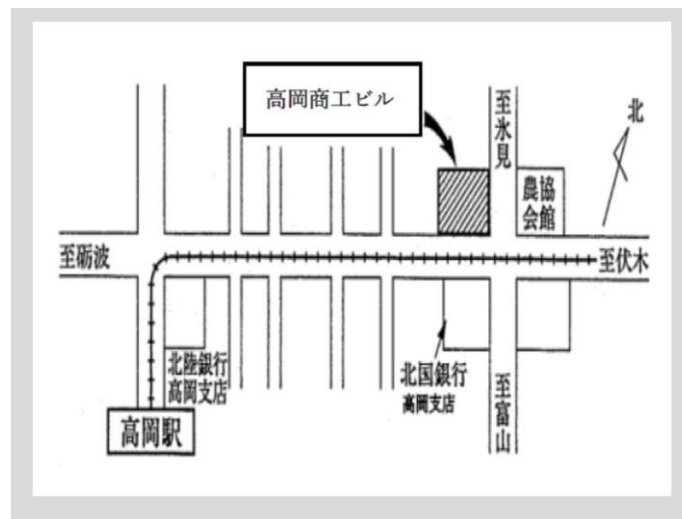 高岡商工ビル
至氷見
北
農協
会館
至砺波
至伏木
北陸銀行
高岡支店
北国銀行
高岡支店
至富山
高岡駅